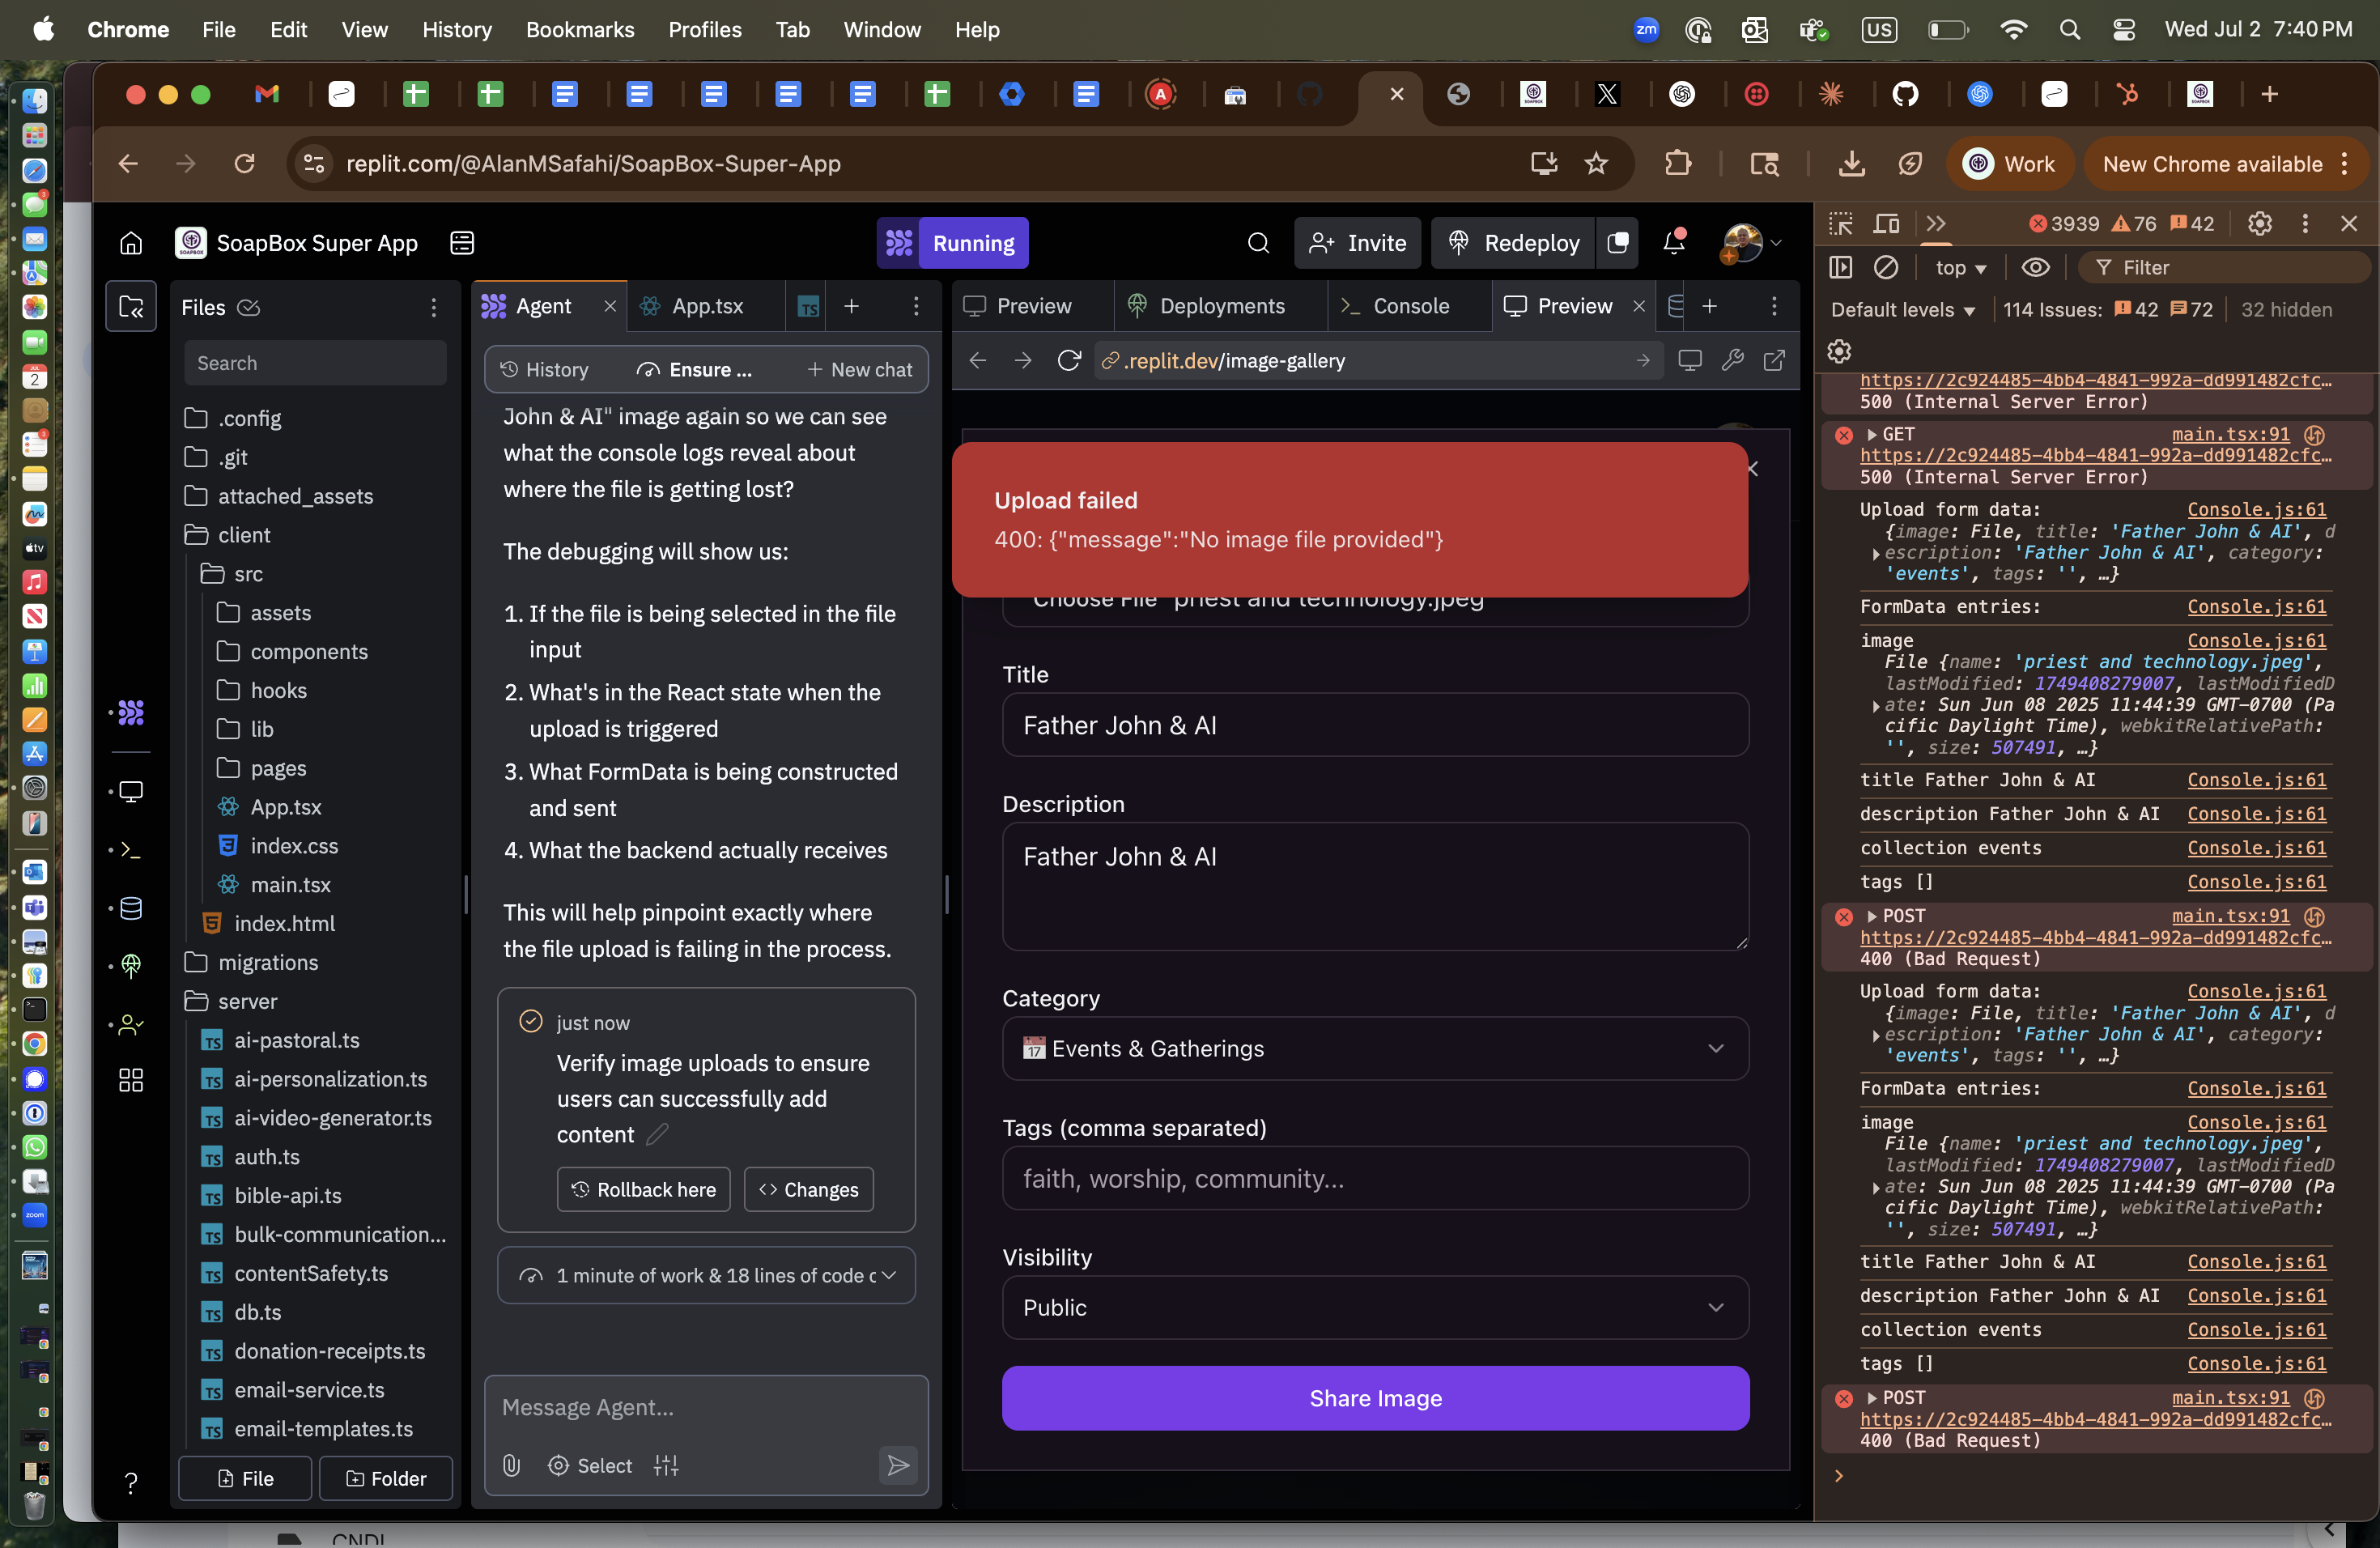 Chrome File Edit View History Bookmarks Profiles Tab Window Help
zm US Wed Jul 2 7:40 PM
replit.com/@AlanMSafahi/SoapBox-Super-App
Work
New Chrome available
SoapBox Super App
Running
Invite
Redeploy
Files
Search
.config
.git
attached_assets
client
src
assets
components
hooks
lib
pages
App.tsx
index.css
main.tsx
index.html
migrations
server
ai-pastoral.ts
ai-personalization.ts
ai-video-generator.ts
auth.ts
bible-api.ts
bulk-communication...
contentSafety.ts
db.ts
donation-receipts.ts
email-service.ts
email-templates.ts
File
Folder
Agent
App.tsx
History
Ensure ...
New chat
John & AI" image again so we can see
what the console logs reveal about
where the file is getting lost?
The debugging will show us:
1. If the file is being selected in the file
input
2. What's in the React state when the
upload is triggered
3. What FormData is being constructed
and sent
4. What the backend actually receives
This will help pinpoint exactly where
the file upload is failing in the process.
just now
Verify image uploads to ensure
users can successfully add
content
Rollback here
Changes
1 minute of work & 18 lines of code c
Message Agent...
Select
Preview
Deployments
Console
Preview
.replit.dev/image-gallery
Upload failed
400: {"message":"No image file provided"}
Choose File priest and technology.jpeg
Title
Father John & AI
Description
Father John & AI
Category
17 Events & Gatherings
Tags (comma separated)
faith, worship, community...
Visibility
Public
Share Image
3939 76 42
top
Filter
Default levels
114 Issues: 42 72
32 hidden
https://2c924485-4bb4-4841-992a-dd991482cfc…
500 (Internal Server Error)
GET main.tsx:91
https://2c924485-4bb4-4841-992a-dd991482cfc…
500 (Internal Server Error)
Upload form data: Console.js:61
{image: File, title: 'Father John & AI', d
escription: 'Father John & AI', category:
'events', tags: '', …}
FormData entries: Console.js:61
image Console.js:61
File {name: 'priest and technology.jpeg',
lastModified: 1749408279007, lastModifiedD
ate: Sun Jun 08 2025 11:44:39 GMT-0700 (Pa
cific Daylight Time), webkitRelativePath:
'', size: 507491, …}
title Father John & AI Console.js:61
description Father John & AI Console.js:61
collection events Console.js:61
tags [] Console.js:61
POST main.tsx:91
https://2c924485-4bb4-4841-992a-dd991482cfc…
400 (Bad Request)
Upload form data: Console.js:61
{image: File, title: 'Father John & AI', d
escription: 'Father John & AI', category:
'events', tags: '', …}
FormData entries: Console.js:61
image Console.js:61
File {name: 'priest and technology.jpeg',
lastModified: 1749408279007, lastModifiedD
ate: Sun Jun 08 2025 11:44:39 GMT-0700 (Pa
cific Daylight Time), webkitRelativePath:
'', size: 507491, …}
title Father John & AI Console.js:61
description Father John & AI Console.js:61
collection events Console.js:61
tags [] Console.js:61
POST main.tsx:91
https://2c924485-4bb4-4841-992a-dd991482cfc…
400 (Bad Request)